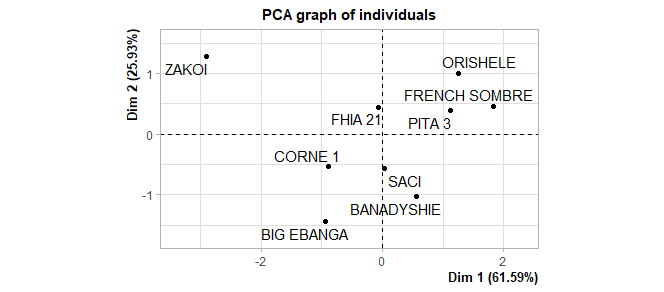 PCA graph of individuals
Dim 2 (25.93%)
1
0
-1
ZAKOI
ORISHELE
FRENCH SOMBRE
FHIA 21
PITA 3
CORNE 1
SACI
BANADYSHIE
BIG EBANGA
-2
0
2
Dim 1 (61.59%)